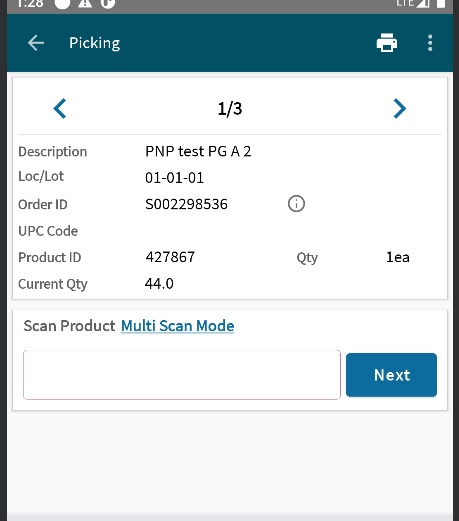 1:28 LTE
Picking
1/3
Description PNP test PG A 2
Loc/Lot 01-01-01
Order ID S002298536
UPC Code
Product ID 427867 Qty 1ea
Current Qty 44.0
Scan Product Multi Scan Mode
Next